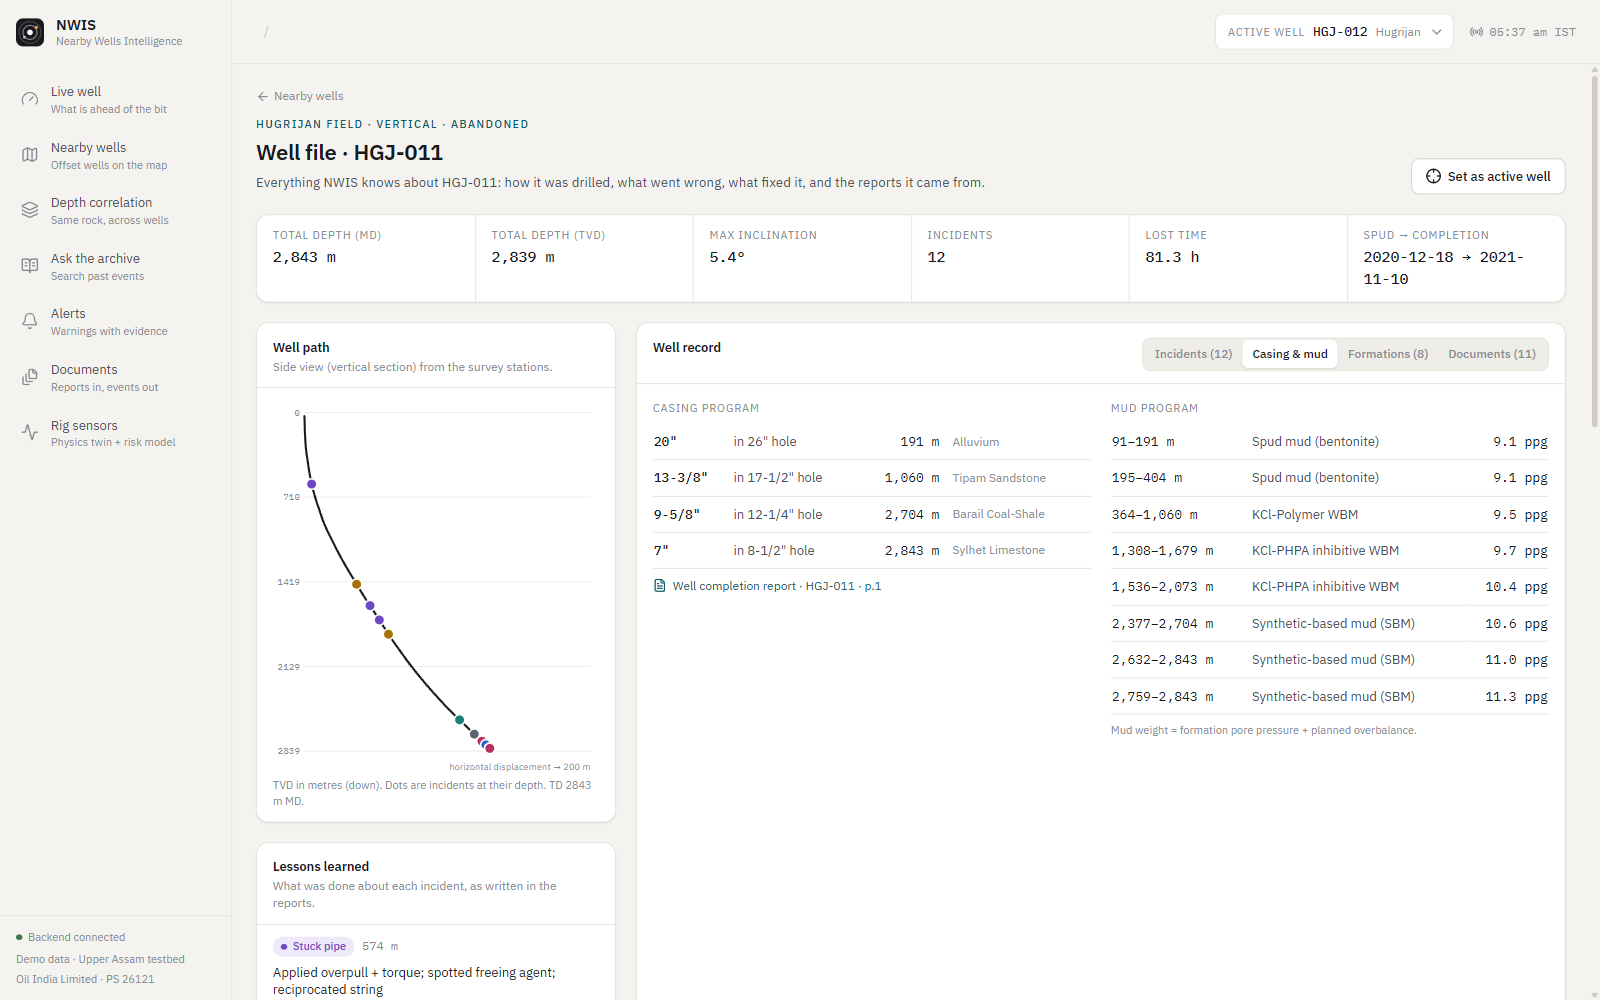 NWIS
Nearby Wells Intelligence
Live well
What is ahead of the bit
Nearby wells
Offset wells on the map
Depth correlation
Same rock, across wells
Ask the archive
Search past events
Alerts
Warnings with evidence
Documents
Reports in, events out
Rig sensors
Physics twin + risk model
Backend connected
Demo data · Upper Assam testbed
Oil India Limited · PS 26121
/
ACTIVE WELL HGJ-012 Hugrijan
05:37 am IST
← Nearby wells
HUGRIJAN FIELD · VERTICAL · ABANDONED
Well file · HGJ-011
Everything NWIS knows about HGJ-011: how it was drilled, what went wrong, what fixed it, and the reports it came from.
Set as active well
TOTAL DEPTH (MD)
2,843 m
TOTAL DEPTH (TVD)
2,839 m
MAX INCLINATION
5.4°
INCIDENTS
12
LOST TIME
81.3 h
SPUD → COMPLETION
2020-12-18 → 2021-
11-10
Well path
Side view (vertical section) from the survey stations.
0
710
1419
2129
2839
horizontal displacement → 200 m
TVD in metres (down). Dots are incidents at their depth. TD 2843
m MD.
Lessons learned
What was done about each incident, as written in the
reports.
Stuck pipe 574 m
Applied overpull + torque; spotted freeing agent;
reciprocated string
Well record
Incidents (12) Casing & mud Formations (8) Documents (11)
CASING PROGRAM
20" in 26" hole 191 m Alluvium
13-3/8" in 17-1/2" hole 1,060 m Tipam Sandstone
9-5/8" in 12-1/4" hole 2,704 m Barail Coal-Shale
7" in 8-1/2" hole 2,843 m Sylhet Limestone
Well completion report · HGJ-011 · p.1
MUD PROGRAM
91–191 m Spud mud (bentonite) 9.1 ppg
195–404 m Spud mud (bentonite) 9.1 ppg
364–1,060 m KCl-Polymer WBM 9.5 ppg
1,308–1,679 m KCl-PHPA inhibitive WBM 9.7 ppg
1,536–2,073 m KCl-PHPA inhibitive WBM 10.4 ppg
2,377–2,704 m Synthetic-based mud (SBM) 10.6 ppg
2,632–2,843 m Synthetic-based mud (SBM) 11.0 ppg
2,759–2,843 m Synthetic-based mud (SBM) 11.3 ppg
Mud weight = formation pore pressure + planned overbalance.